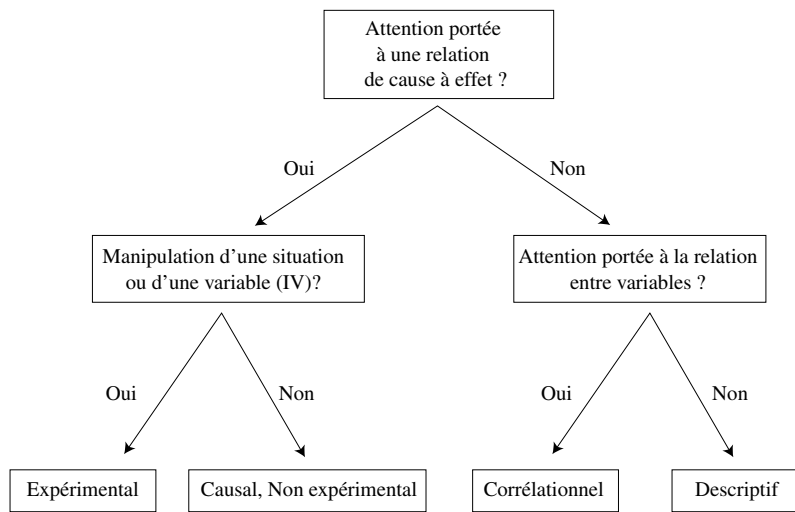 Attention portée
à une relation
de cause à effet ?
Oui
Non
Manipulation d'une situation
ou d'une variable (IV)?
Attention portée à la relation
entre variables ?
Oui
Non
Oui
Non
Expérimental
Causal, Non expérimental
Corrélationnel
Descriptif